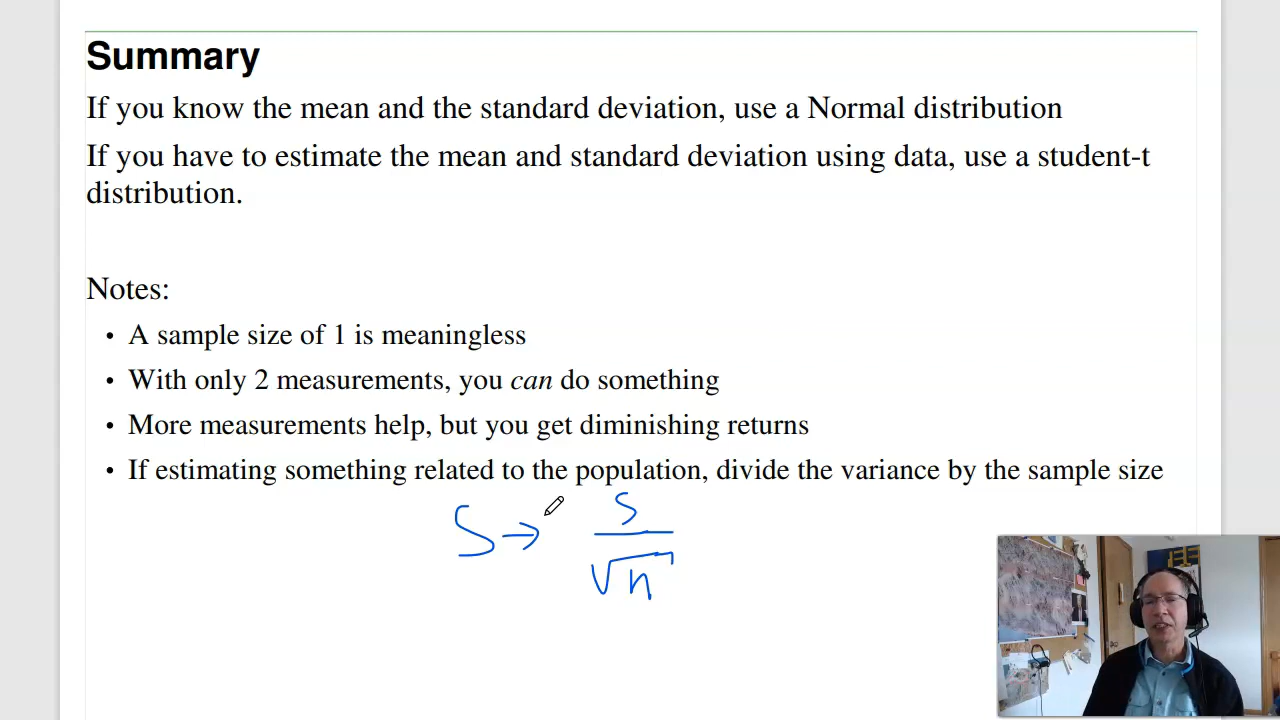 Summary
If you know the mean and the standard deviation, use a Normal distribution
If you have to estimate the mean and standard deviation using data, use a student-t
distribution.
Notes:
• A sample size of 1 is meaningless
• With only 2 measurements, you can do something
• More measurements help, but you get diminishing returns
• If estimating something related to the population, divide the variance by the sample size
S → s
√n